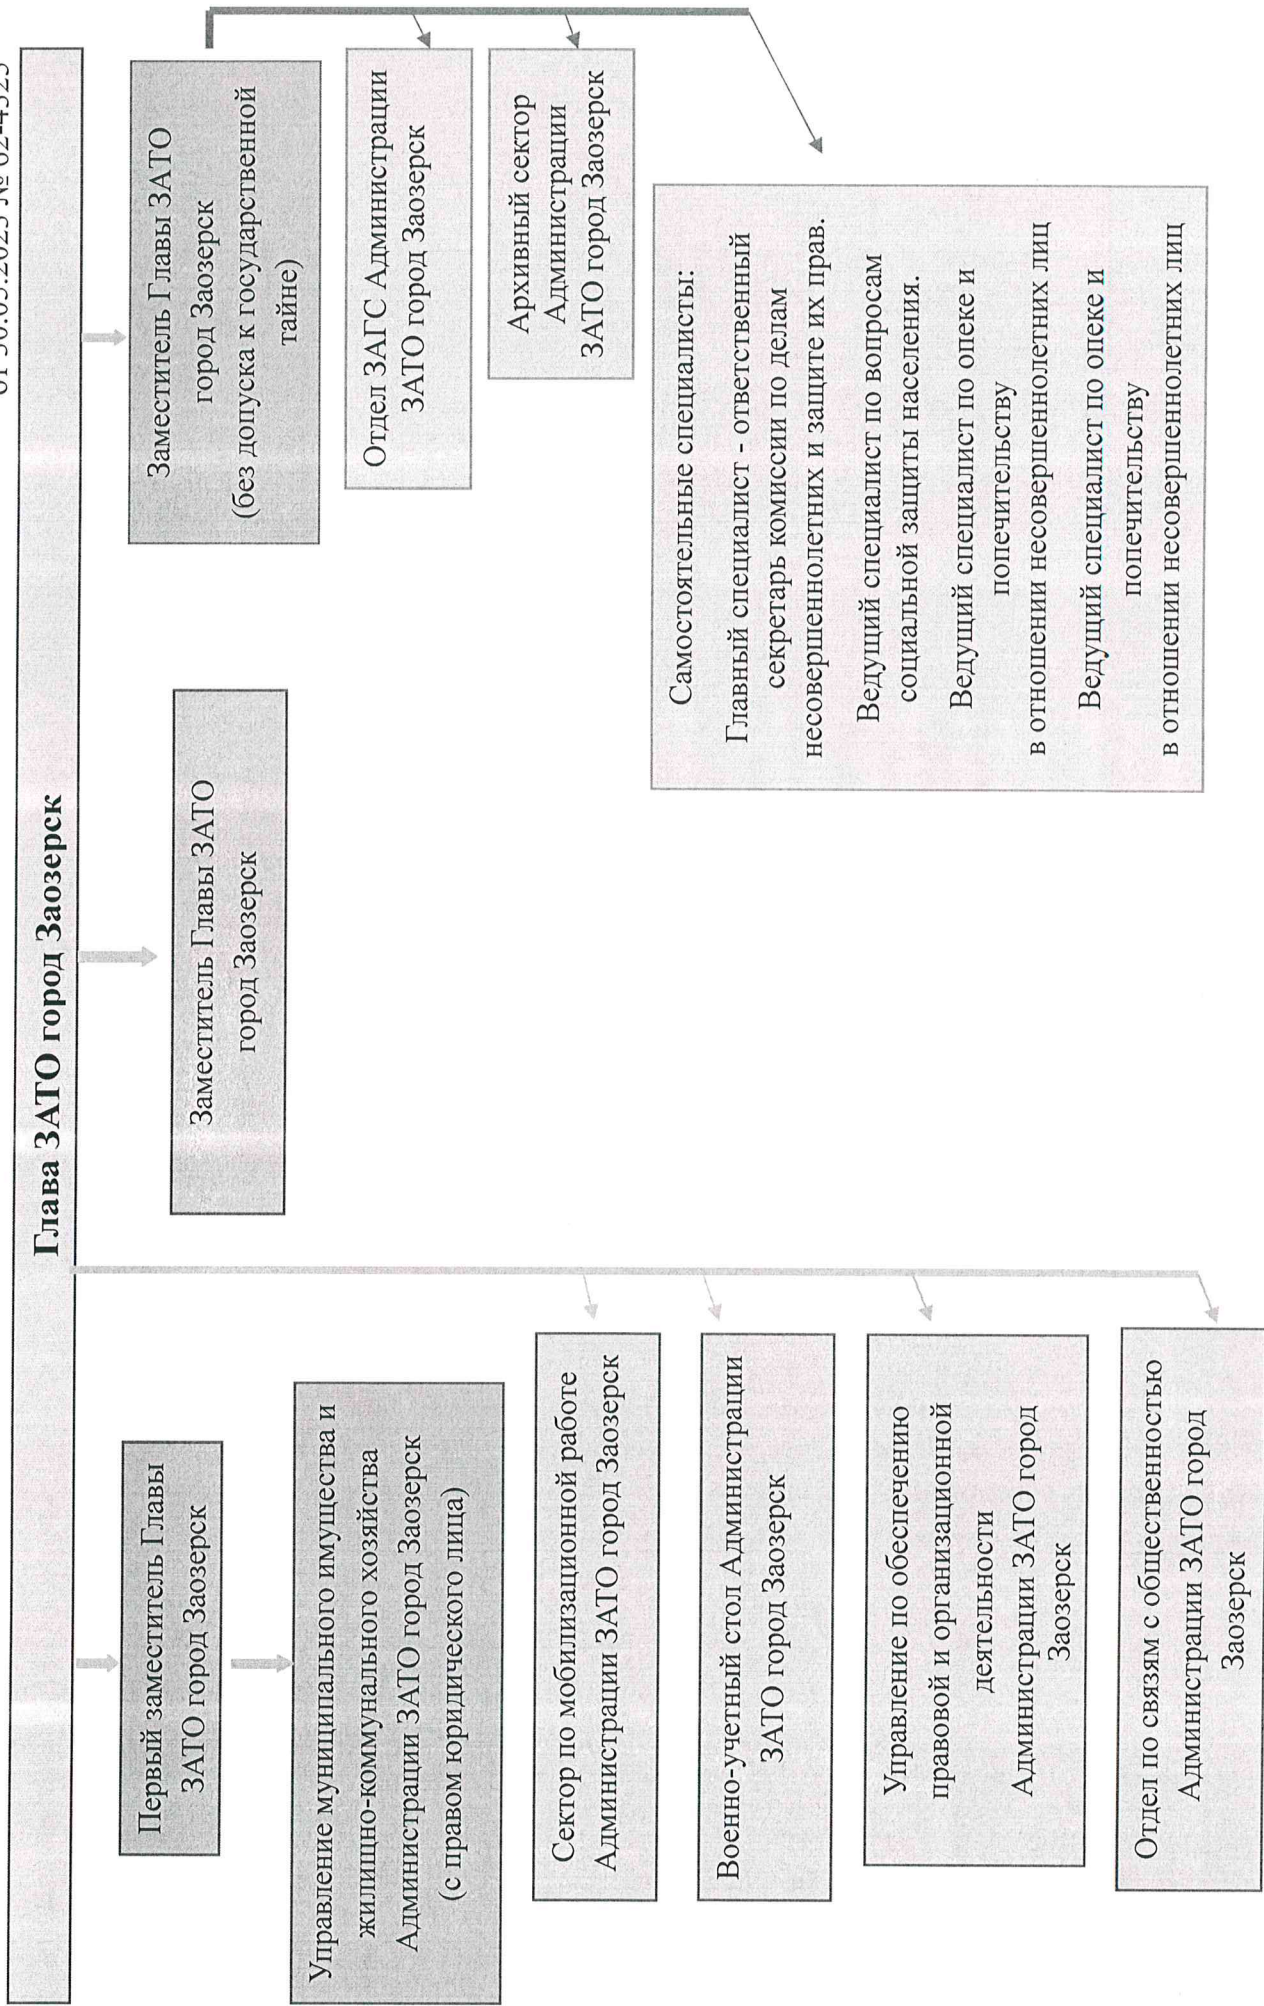 Глава ЗАТО город Заозерск
Первый заместитель Главы
ЗАТО город Заозерск
Управление муниципального имущества и
жилищно-коммунального хозяйства
Администрации ЗАТО город Заозерск
(с правом юридического лица)
Сектор по мобилизационной работе
Администрации ЗАТО город Заозерск
Военно-учетный стол Администрации
ЗАТО город Заозерск
Управление по обеспечению
правовой и организационной
деятельности
Администрации ЗАТО город
Заозерск
Отдел по связям с общественностью
Администрации ЗАТО город
Заозерск
Заместитель Главы ЗАТО
город Заозерск
Заместитель Главы ЗАТО
город Заозерск
(без допуска к государственной
тайне)
Отдел ЗАГС Администрации
ЗАТО город Заозерск
Архивный сектор
Администрации
ЗАТО город Заозерск
Самостоятельные специалисты:
Главный специалист - ответственный
секретарь комиссии по делам
несовершеннолетних и защите их прав.
Ведущий специалист по вопросам
социальной защиты населения.
Ведущий специалист по опеке и
попечительству
в отношении несовершеннолетних лиц
Ведущий специалист по опеке и
попечительству
в отношении несовершеннолетних лиц